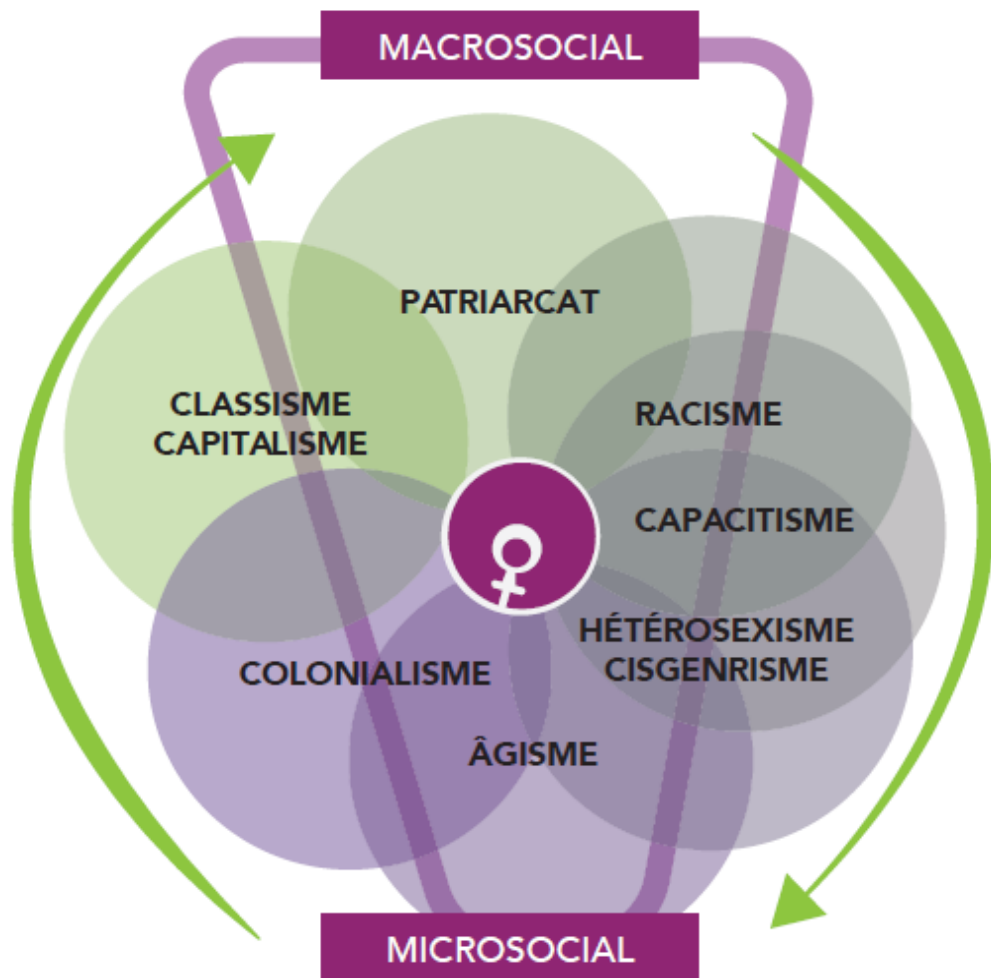 MACROSOCIAL
PATRIARCAT
CLASSISME
CAPITALISME
RACISME
CAPACITISME
HÉTÉROSEXISME
CISGENRISME
COLONIALISME
ÂGISME
MICROSOCIAL